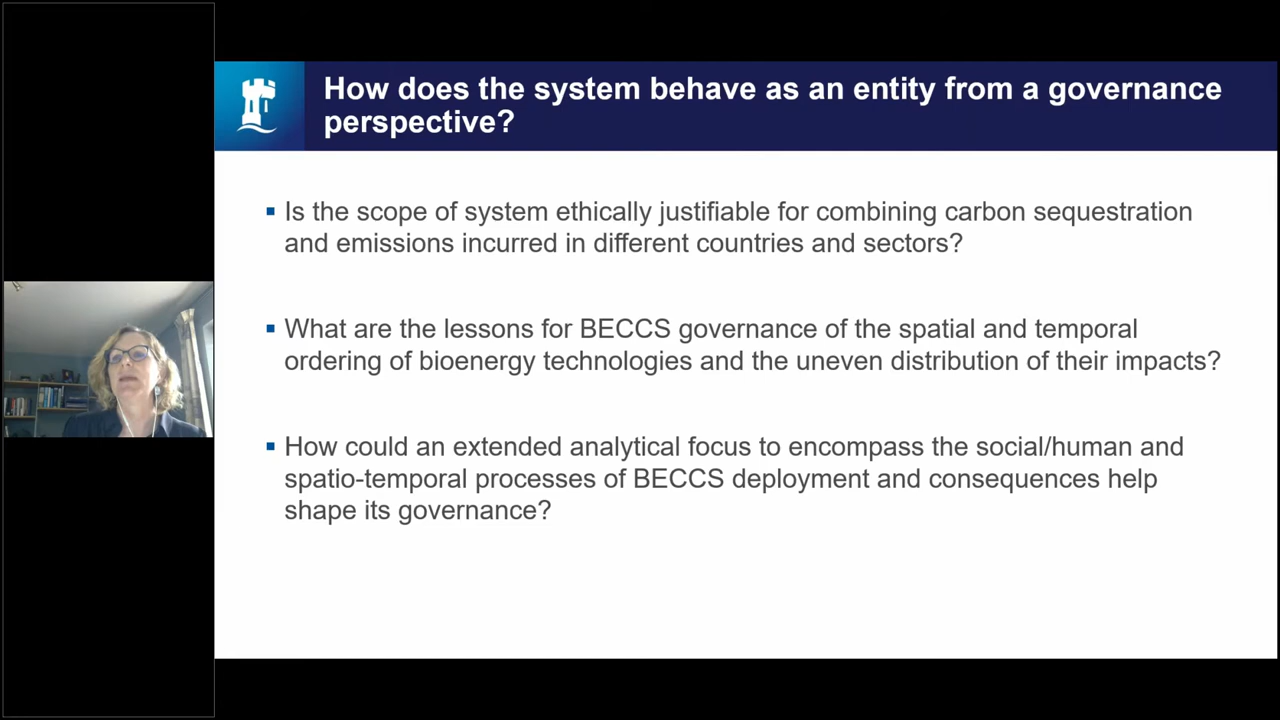 How does the system behave as an entity from a governance
perspective?
▪ Is the scope of system ethically justifiable for combining carbon sequestration
and emissions incurred in different countries and sectors?
▪ What are the lessons for BECCS governance of the spatial and temporal
ordering of bioenergy technologies and the uneven distribution of their impacts?
▪ How could an extended analytical focus to encompass the social/human and
spatio-temporal processes of BECCS deployment and consequences help
shape its governance?